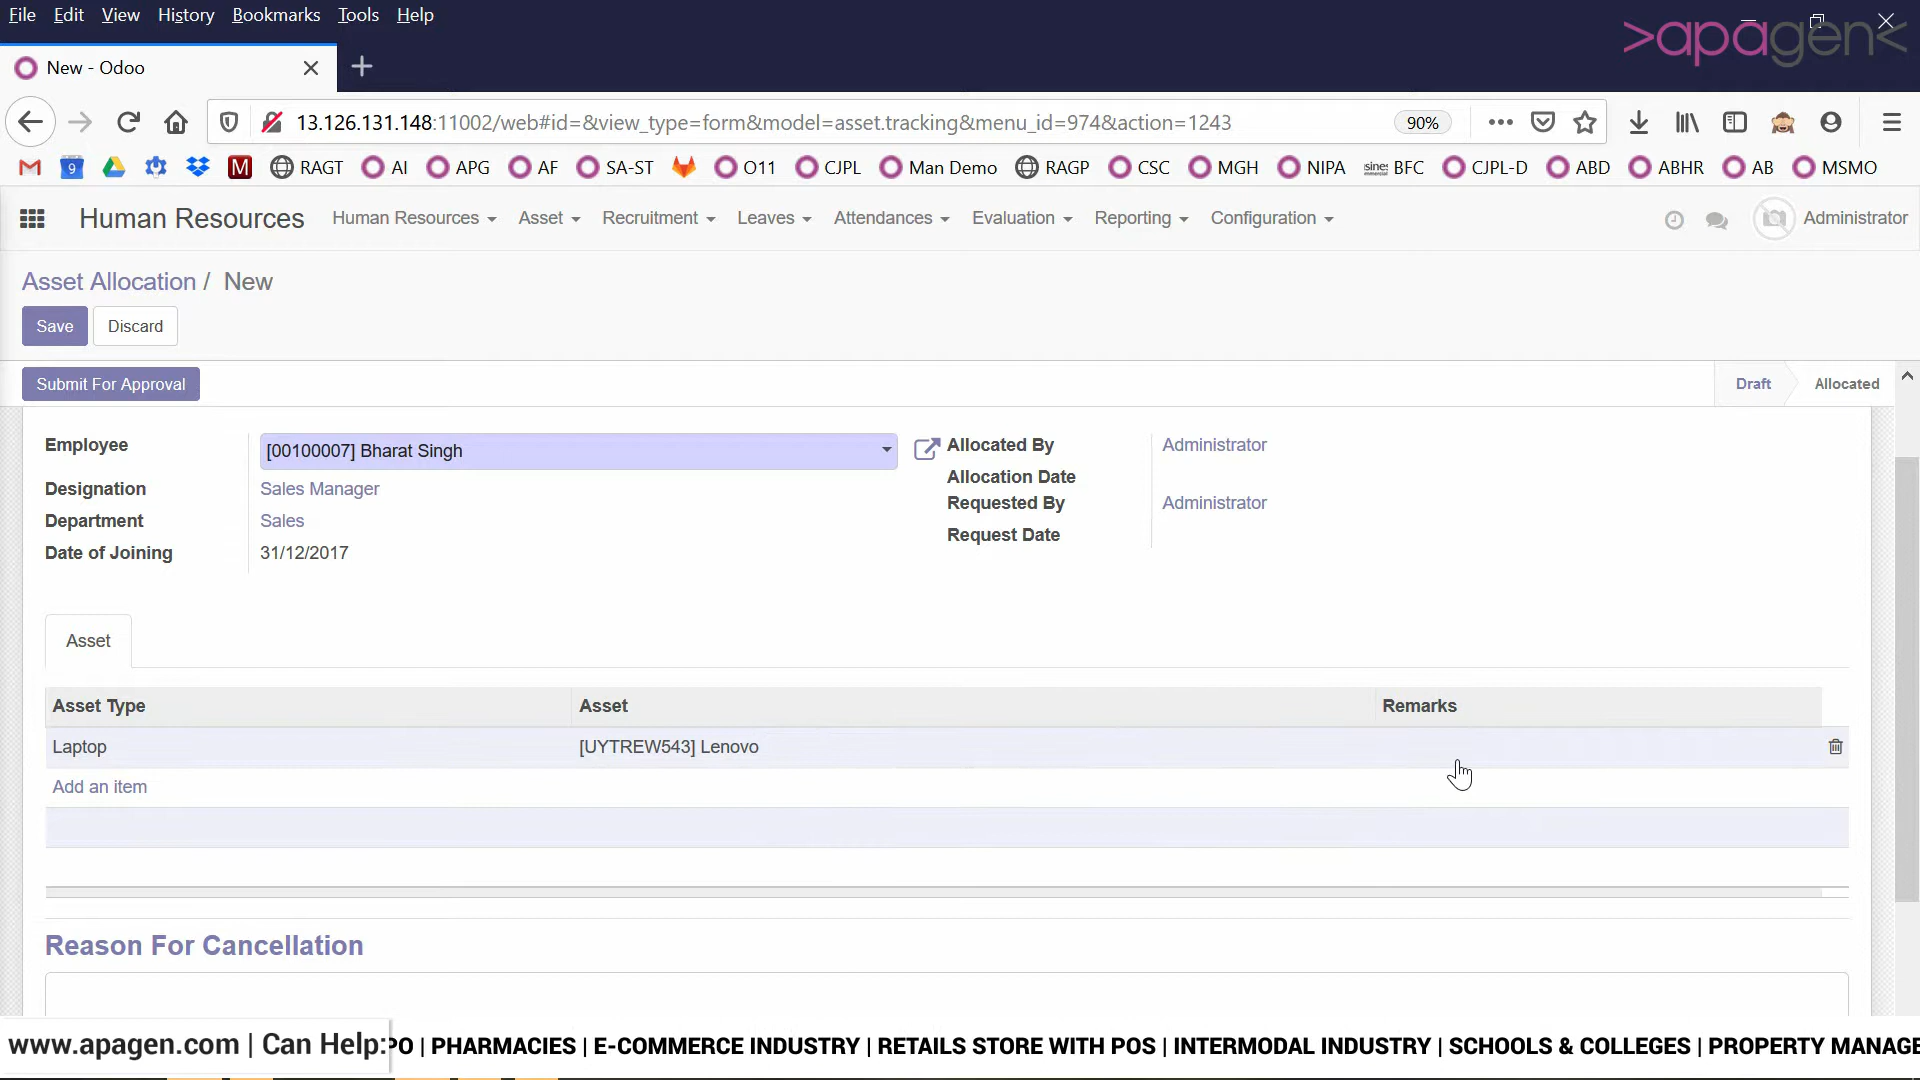 File Edit View History Bookmarks Tools Help
>apagen<
New - Odoo
13.126.131.148:11002/web#id=&view_type=form&model=asset.tracking&menu_id=974&action=1243 90%
9 M RAGT AI APG AF SA-ST O11 CJPL Man Demo RAGP CSC MGH NIPA BFC CJPL-D ABD ABHR AB MSMO
Human Resources Human Resources Asset Recruitment Leaves Attendances Evaluation Reporting Configuration Administrator
Asset Allocation / New
Save Discard
Submit For Approval Draft Allocated
Employee [00100007] Bharat Singh Allocated By Administrator
Allocation Date
Designation Sales Manager Requested By Administrator
Department Sales Request Date
Date of Joining 31/12/2017
Asset
Asset Type Asset Remarks
Laptop [UYTREW543] Lenovo
Add an item
Reason For Cancellation
www.apagen.com | Can Help: PO | PHARMACIES | E-COMMERCE INDUSTRY | RETAILS STORE WITH POS | INTERMODAL INDUSTRY | SCHOOLS & COLLEGES | PROPERTY MANAGE